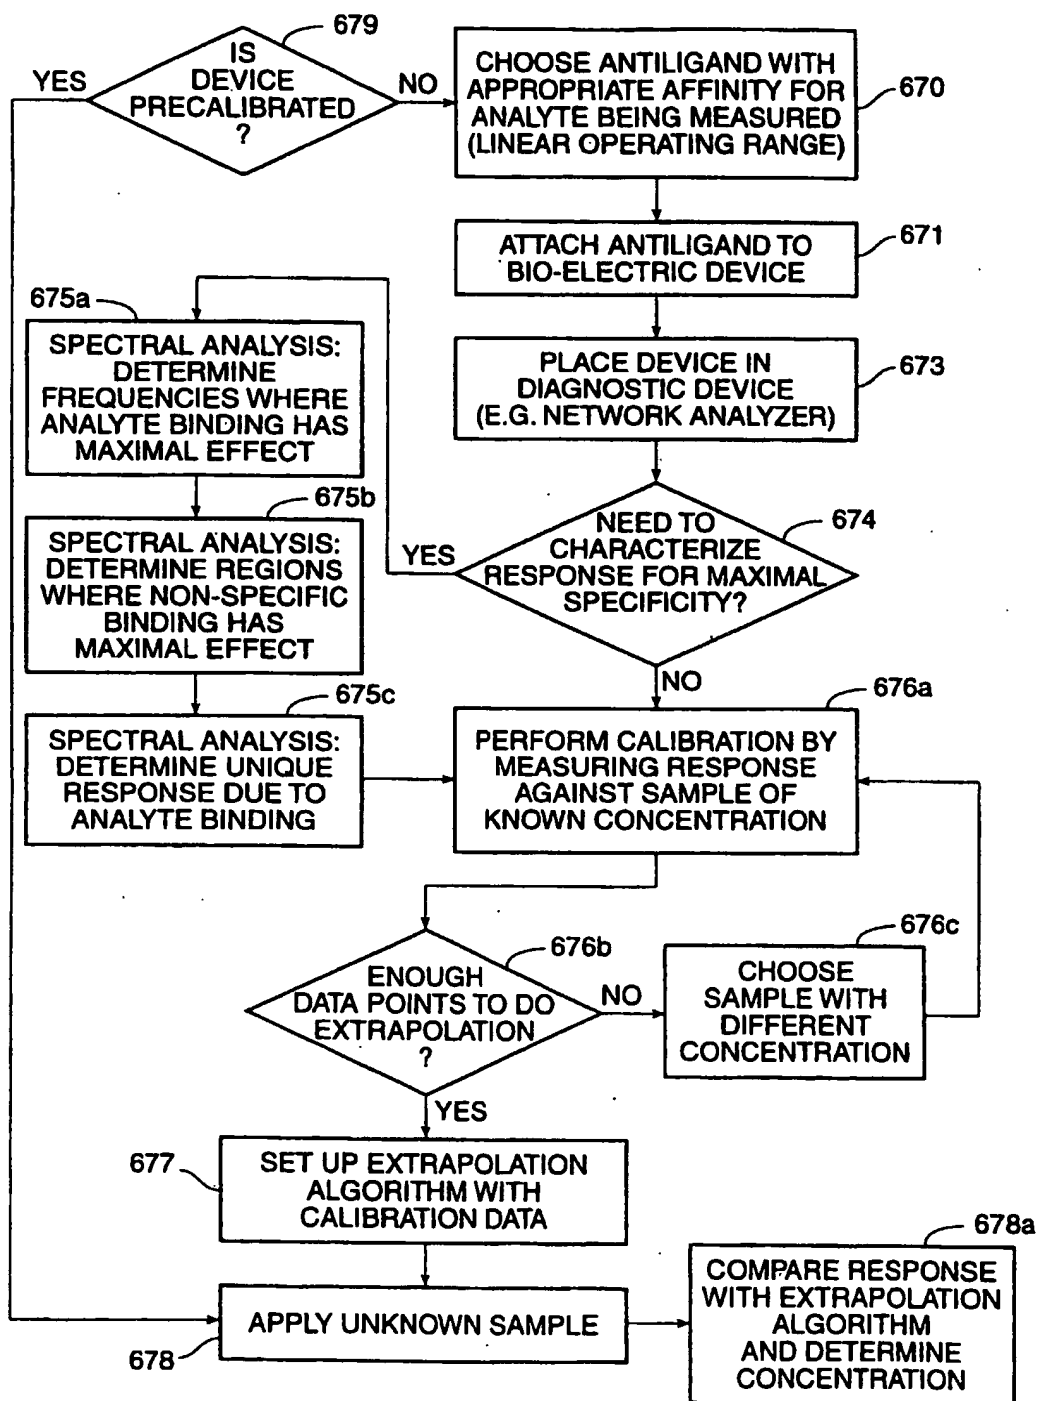 679
IS
DEVICE
PRECALIBRATED
?
YES
NO
CHOOSE ANTILIGAND WITH
APPROPRIATE AFFINITY FOR
ANALYTE BEING MEASURED
(LINEAR OPERATING RANGE)
670
ATTACH ANTILIGAND TO
BIO-ELECTRIC DEVICE
671
PLACE DEVICE IN
DIAGNOSTIC DEVICE
(E.G. NETWORK ANALYZER)
673
675a
SPECTRAL ANALYSIS:
DETERMINE
FREQUENCIES WHERE
ANALYTE BINDING HAS
MAXIMAL EFFECT
675b
SPECTRAL ANALYSIS:
DETERMINE REGIONS
WHERE NON-SPECIFIC
BINDING HAS
MAXIMAL EFFECT
674
NEED TO
CHARACTERIZE
RESPONSE FOR MAXIMAL
SPECIFICITY?
YES
NO
675c
SPECTRAL ANALYSIS:
DETERMINE UNIQUE
RESPONSE DUE TO
ANALYTE BINDING
676a
PERFORM CALIBRATION BY
MEASURING RESPONSE
AGAINST SAMPLE OF
KNOWN CONCENTRATION
676b
ENOUGH
DATA POINTS TO DO
EXTRAPOLATION
?
NO
YES
676c
CHOOSE
SAMPLE WITH
DIFFERENT
CONCENTRATION
677
SET UP EXTRAPOLATION
ALGORITHM WITH
CALIBRATION DATA
APPLY UNKNOWN SAMPLE
678
678a
COMPARE RESPONSE
WITH EXTRAPOLATION
ALGORITHM
AND DETERMINE
CONCENTRATION